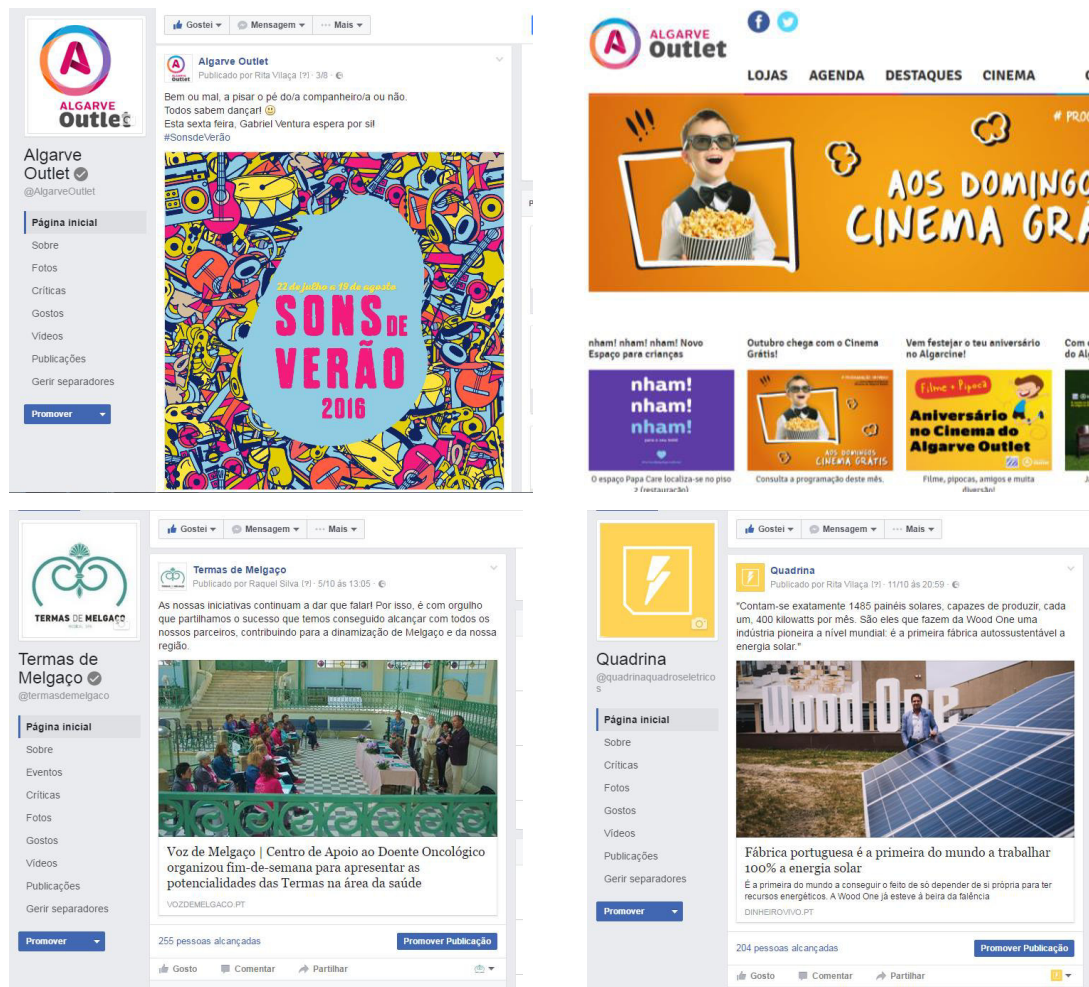 ALGARVE
Outlet
Algarve
Outlet
@AlgarveOutlet
Página inicial
Sobre
Fotos
Críticas
Gostos
Vídeos
Publicações
Gerir separadores
Promover
Gostei
Mensagem
··· Mais
Algarve Outlet
Publicado por Rita Vilaça [?] · 3/8 ·
Bem ou mal, a pisar o pé do/a companheiro/a ou não.
Todos sabem dançar!
Esta sexta feira, Gabriel Ventura espera por si!
#SonsdeVerão
22 de julho a 19 de agosto
SONS DE
VERÃO
2016
ALGARVE
Outlet
LOJAS AGENDA DESTAQUES CINEMA
AOS DOMINGO
CINEMA GRA
nham! nham! nham! Novo
Espaço para crianças
nham!
nham!
nham!
O espaço Papa Care localiza-se no piso
2 (restauração)
Outubro chega com o Cinema
Grátis!
AOS DOMINGOS
CINEMA GRATIS
Consulta a programação deste mês.
Vem festejar o teu aniversário
no Algarcine!
Filme + Pipoca
Aniversário
no Cinema do
Algarve Outlet
Filme, pipocas, amigos e muita
diversão!
TERMAS DE MELGAÇO
Termas de
Melgaço
@termasdemelgaco
Página inicial
Sobre
Eventos
Críticas
Fotos
Gostos
Vídeos
Publicações
Gerir separadores
Promover
Gostei
Mensagem
··· Mais
Termas de Melgaço
Publicado por Raquel Silva [?] · 5/10 às 13:05 ·
As nossas iniciativas continuam a dar que falar! Por isso, é com orgulho
que partilhamos o sucesso que temos conseguido alcançar com todos os
nossos parceiros, contribuindo para a dinamização de Melgaço e da nossa
região.
Voz de Melgaço | Centro de Apoio ao Doente Oncológico
organizou fim-de-semana para apresentar as
potencialidades das Termas na área da saúde
VOZDEMELGACO.PT
255 pessoas alcançadas
Promover Publicação
Gosto
Comentar
Partilhar
Quadrina
@quadrinaquadroseletrico
s
Página inicial
Sobre
Críticas
Fotos
Gostos
Vídeos
Publicações
Gerir separadores
Promover
Gostei
Mensagem
··· Mais
Quadrina
Publicado por Rita Vilaça [?] · 11/10 às 20:59 ·
"Contam-se exatamente 1485 painéis solares, capazes de produzir, cada
um, 400 kilowatts por mês. São eles que fazem da Wood One uma
indústria pioneira a nível mundial: é a primeira fábrica autossustentável a
energia solar."
Wood One
Fábrica portuguesa é a primeira do mundo a trabalhar
100% a energia solar
É a primeira do mundo a conseguir o feito de só depender de si própria para ter
recursos energéticos. A Wood One já esteve à beira da falência
DINHEIROVIVO.PT
204 pessoas alcançadas
Promover Publicação
Gosto
Comentar
Partilhar